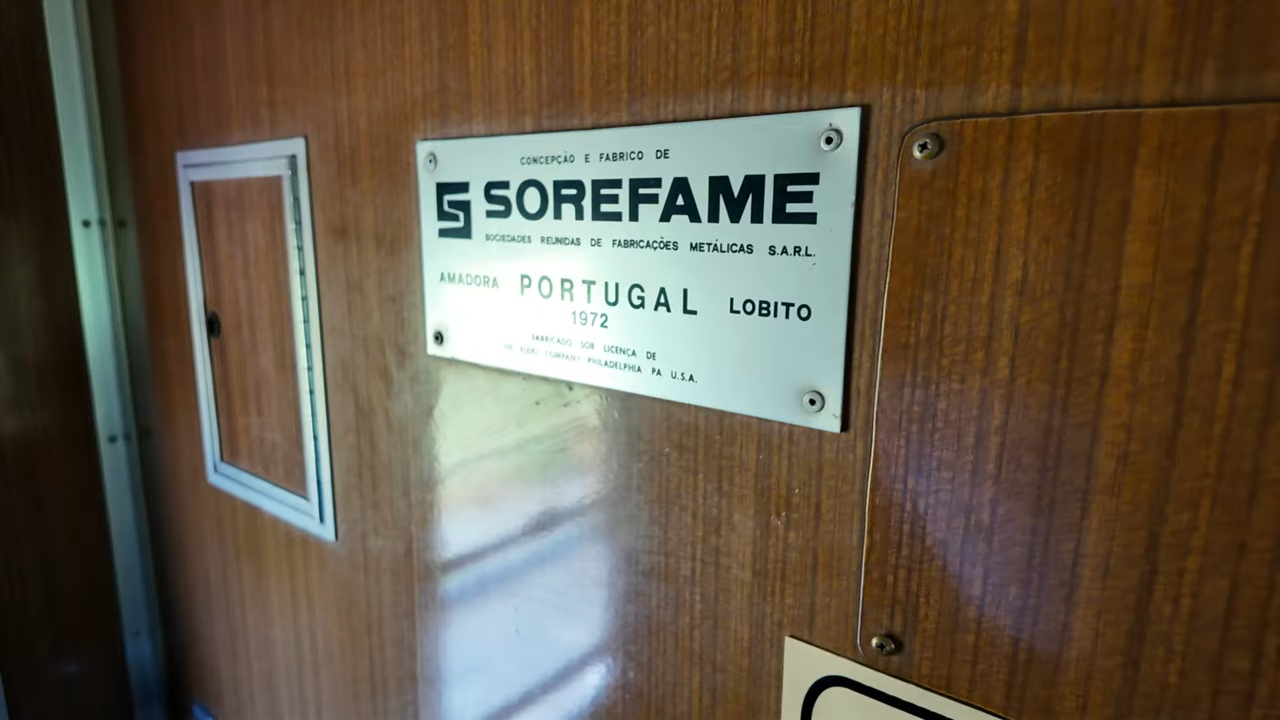 CONCEPÇÃO E FABRICO DE
SOREFAME
SOCIEDADES REUNIDAS DE FABRICAÇÕES METÁLICAS S.A.R.L.
AMADORA PORTUGAL LOBITO
1972
FABRICADO SOB LICENÇA DE
THE BUDD COMPANY PHILADELPHIA PA U.S.A.